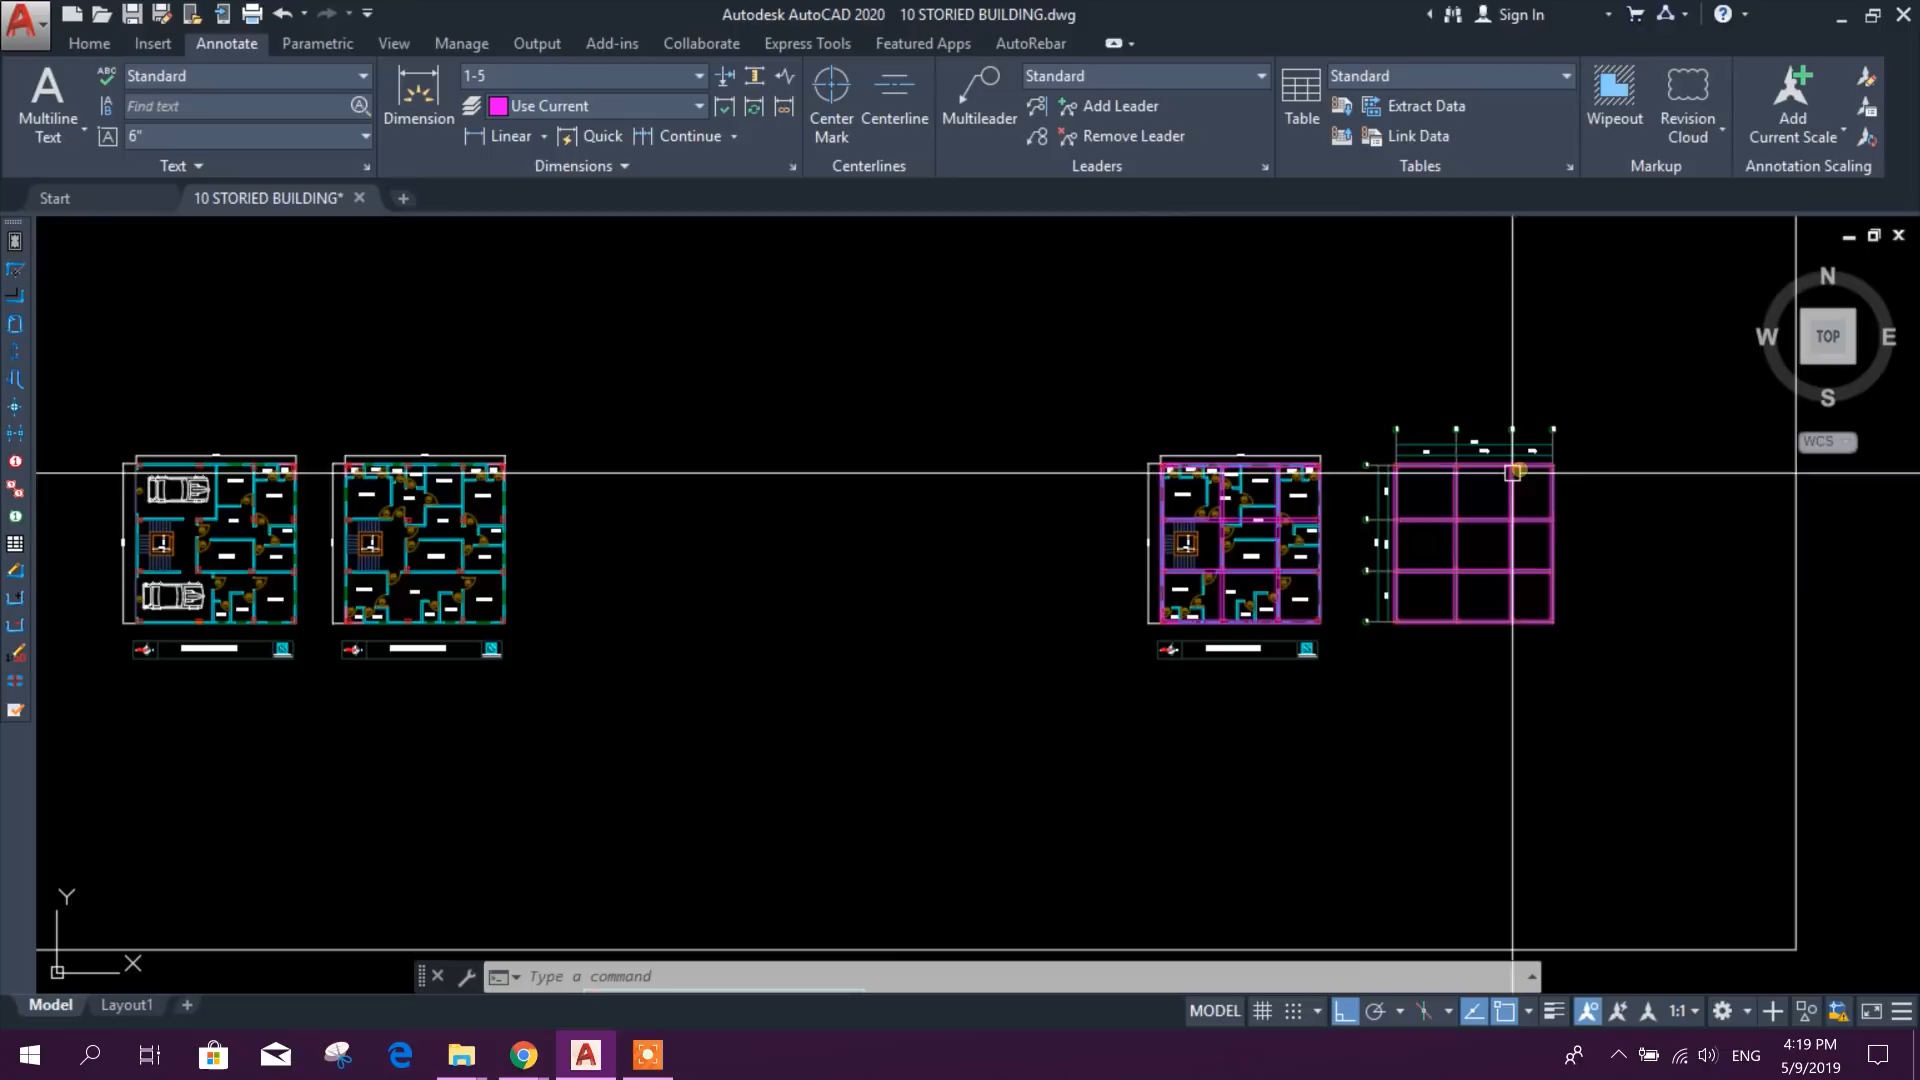 Autodesk AutoCAD 2020 10 STORIED BUILDING.dwg
Sign In
Home Insert Annotate Parametric View Manage Output Add-ins Collaborate Express Tools Featured Apps AutoRebar
Multiline Text
Standard
Find text
6"
Text
Dimension
1-5
Use Current
Linear Quick Continue
Dimensions
Center Mark
Centerline
Centerlines
Multileader
Standard
Add Leader
Remove Leader
Leaders
Table
Standard
Extract Data
Link Data
Tables
Wipeout
Revision Cloud
Markup
Add Current Scale
Annotation Scaling
Start
10 STORIED BUILDING*
N
W TOP E
S
WCS
Y
X
Type a command
Model Layout1
MODEL
1:1
ENG
4:19 PM
5/9/2019